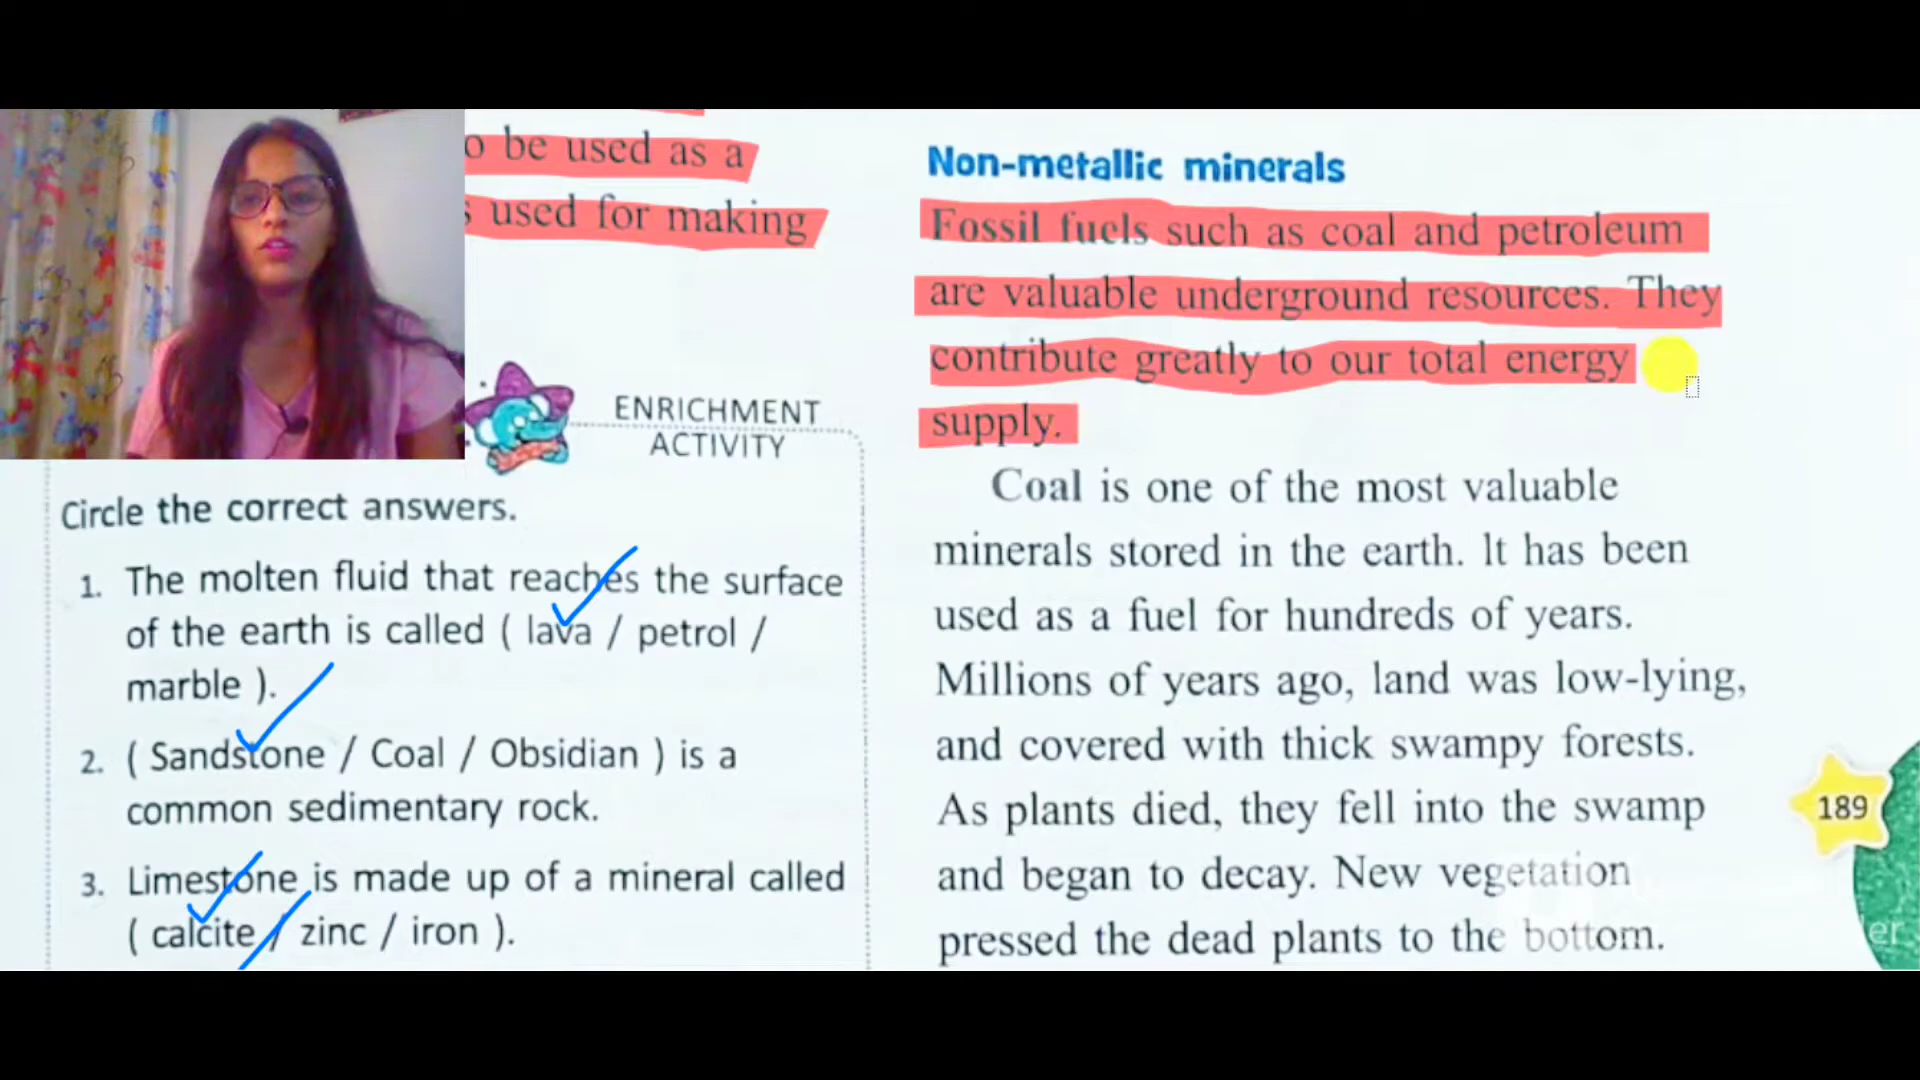 o be used as a
used for making
ENRICHMENT
ACTIVITY
Circle the correct answers.
1. The molten fluid that reaches the surface
of the earth is called ( lava / petrol /
marble ).
2. ( Sandstone / Coal / Obsidian ) is a
common sedimentary rock.
3. Limestone is made up of a mineral called
( calcite / zinc / iron ).
Non-metallic minerals
Fossil fuels such as coal and petroleum
are valuable underground resources. They
contribute greatly to our total energy
supply.
Coal is one of the most valuable
minerals stored in the earth. It has been
used as a fuel for hundreds of years.
Millions of years ago, land was low-lying,
and covered with thick swampy forests.
As plants died, they fell into the swamp
and began to decay. New vegetation
pressed the dead plants to the bottom.
189